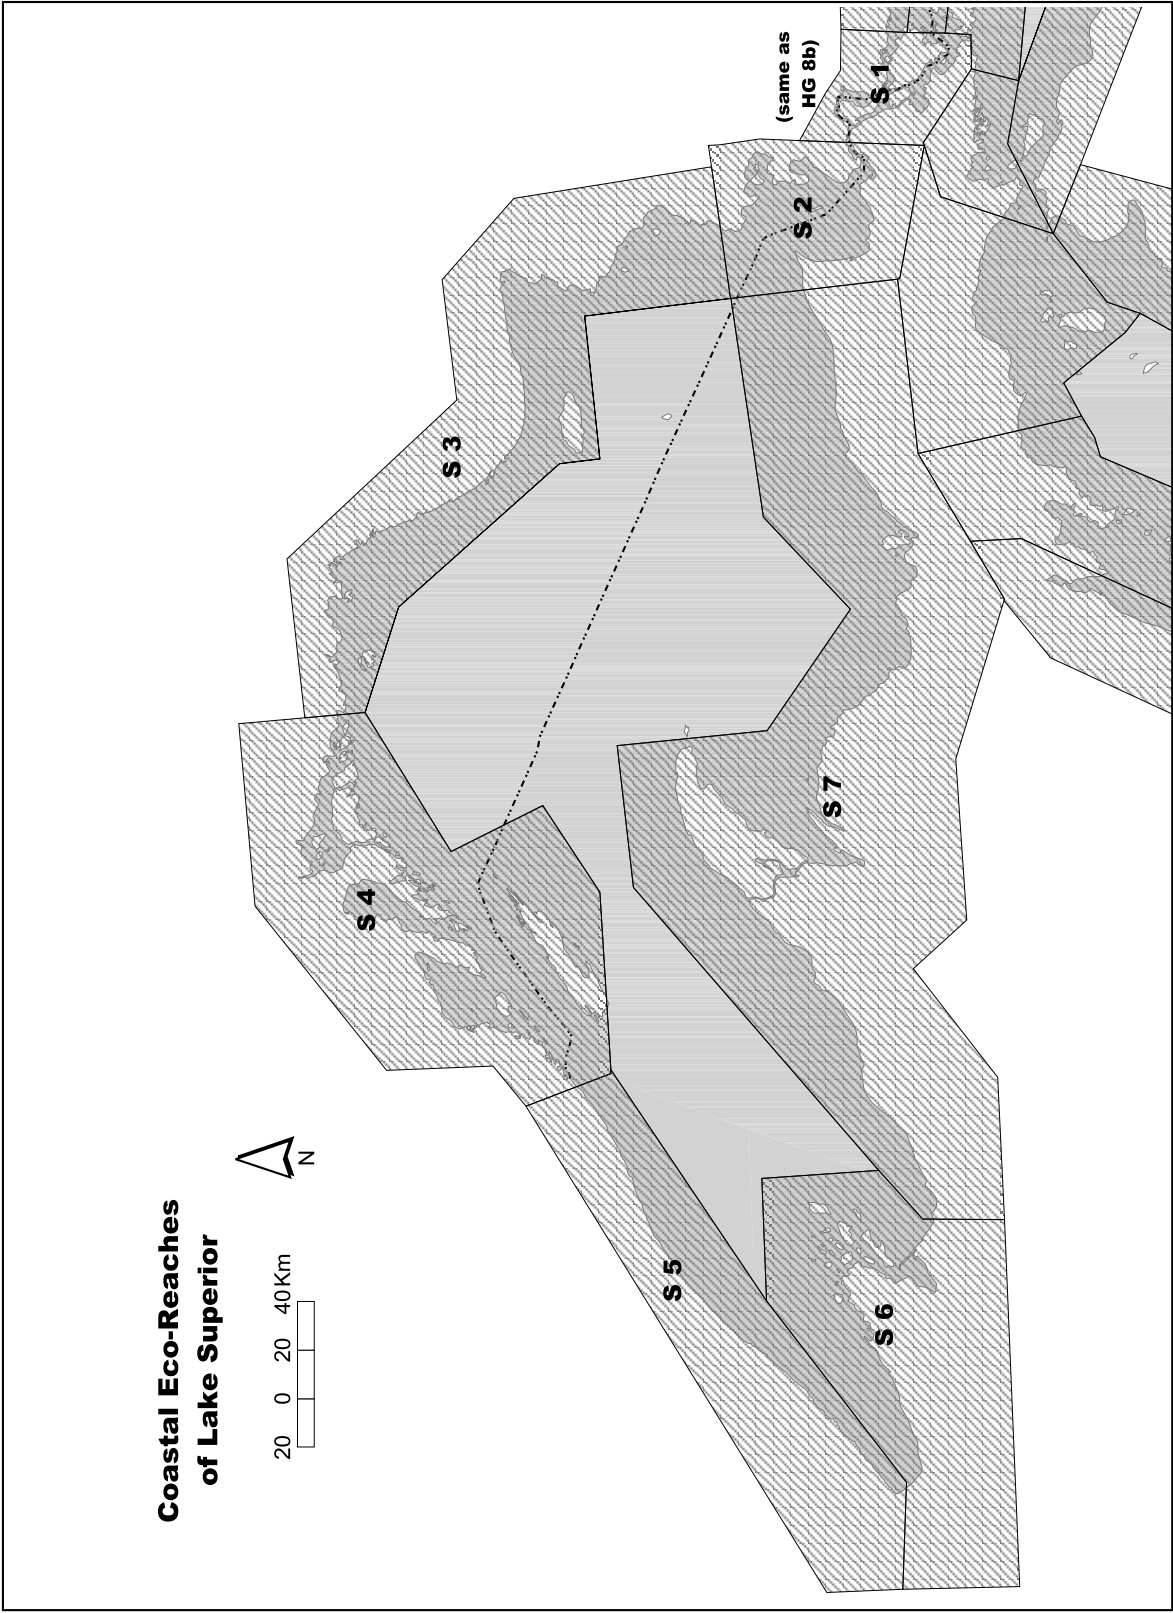 Coastal Eco-Reaches
of Lake Superior
20 0 20 40 Km
N
S 4
S 3
(same as
HG 8b)
S 1
S 2
S 5
S 6
S 7